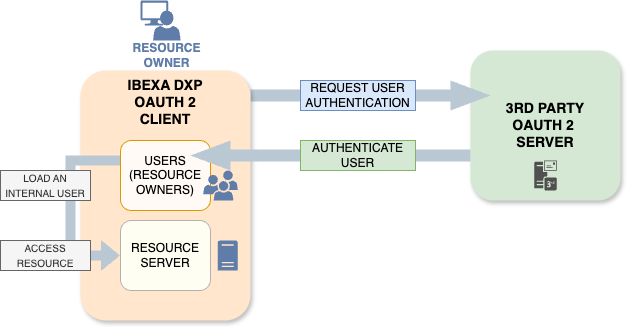 RESOURCE
OWNER
IBEXA DXP
OAUTH 2
CLIENT
REQUEST USER
AUTHENTICATION
3RD PARTY
OAUTH 2
SERVER
AUTHENTICATE
USER
USERS
(RESOURCE
OWNERS)
LOAD AN
INTERNAL USER
ACCESS
RESOURCE
RESOURCE
SERVER